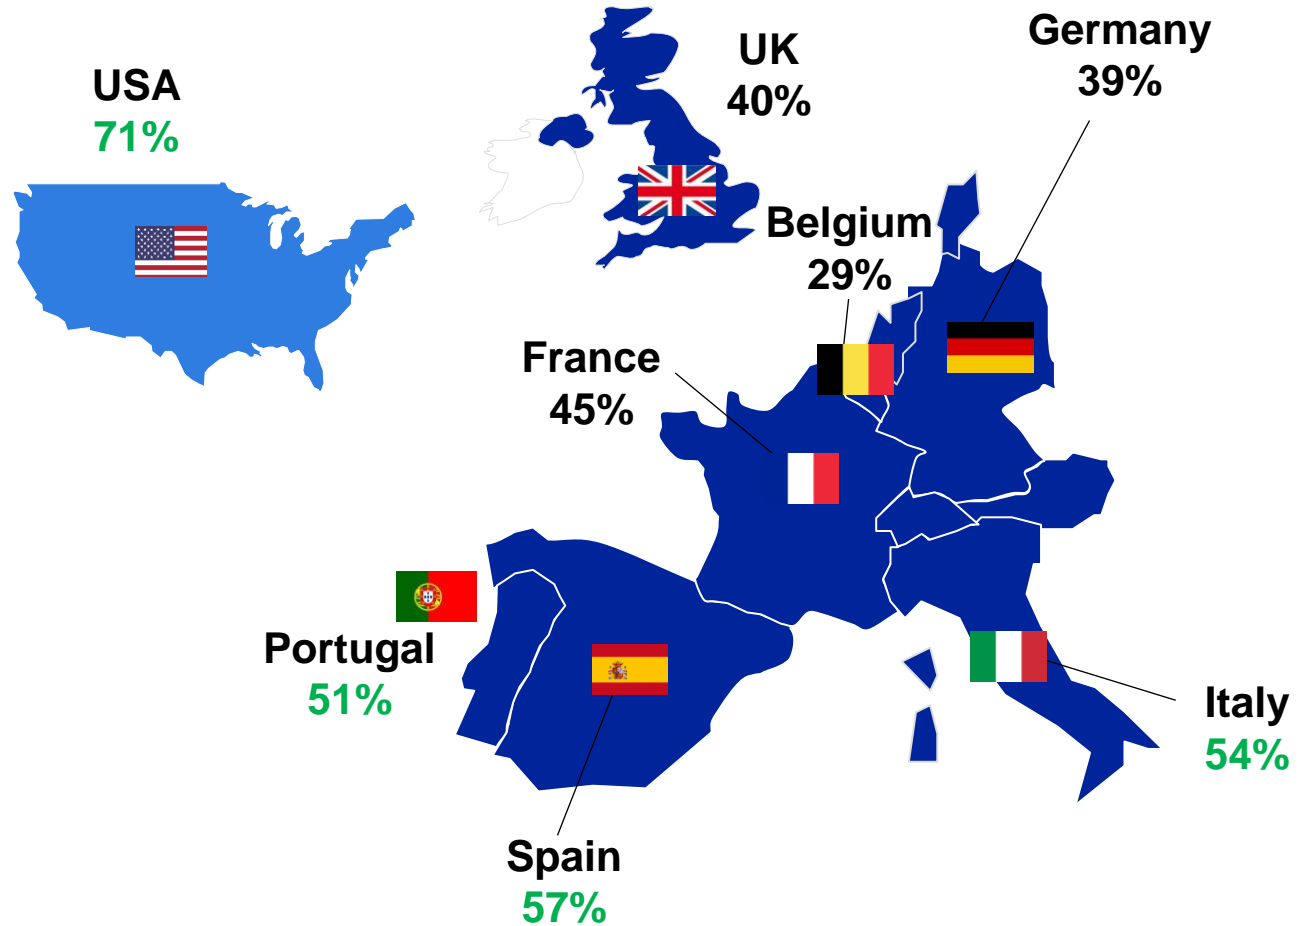 USA
71%
UK
40%
Germany
39%
Belgium
29%
France
45%
Portugal
51%
Spain
57%
Italy
54%